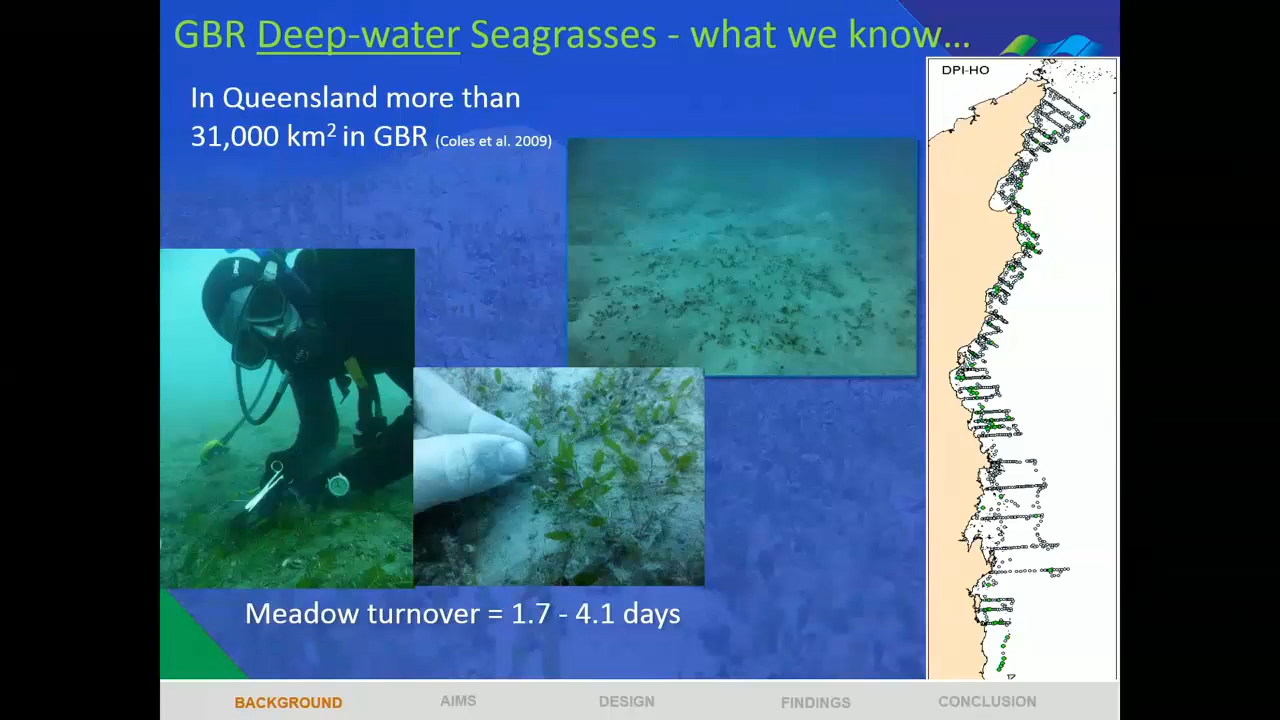 GBR Deep-water Seagrasses - what we know...
In Queensland more than
31,000 km² in GBR (Coles et al. 2009)
DPI-HO
Meadow turnover = 1.7 - 4.1 days
BACKGROUND
AIMS
DESIGN
FINDINGS
CONCLUSION